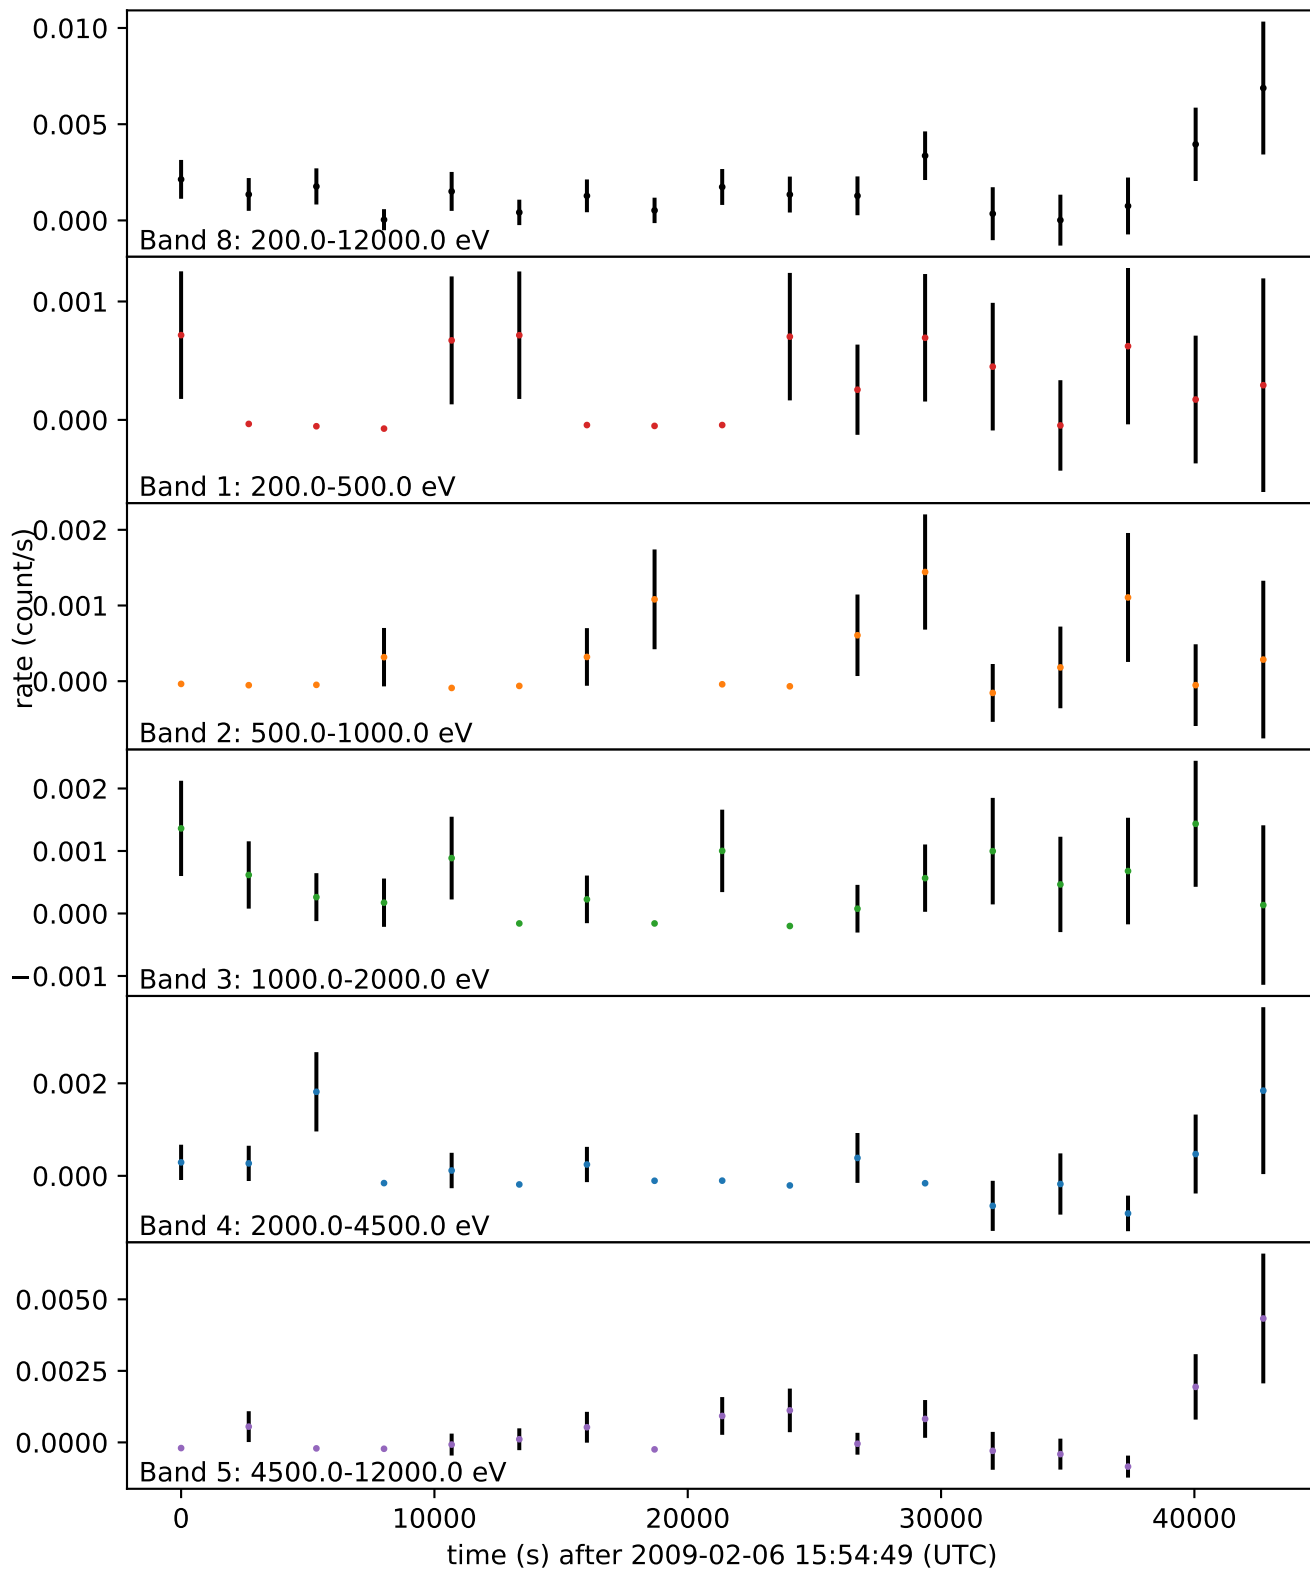 0.010
0.005
0.000
Band 8: 200.0-12000.0 eV
0.001
0.000
Band 1: 200.0-500.0 eV
rate (count/s)
0.002
0.001
0.000
Band 2: 500.0-1000.0 eV
0.002
0.001
0.000
−0.001
Band 3: 1000.0-2000.0 eV
0.002
0.000
Band 4: 2000.0-4500.0 eV
0.0050
0.0025
0.0000
Band 5: 4500.0-12000.0 eV
0 10000 20000 30000 40000
time (s) after 2009-02-06 15:54:49 (UTC)